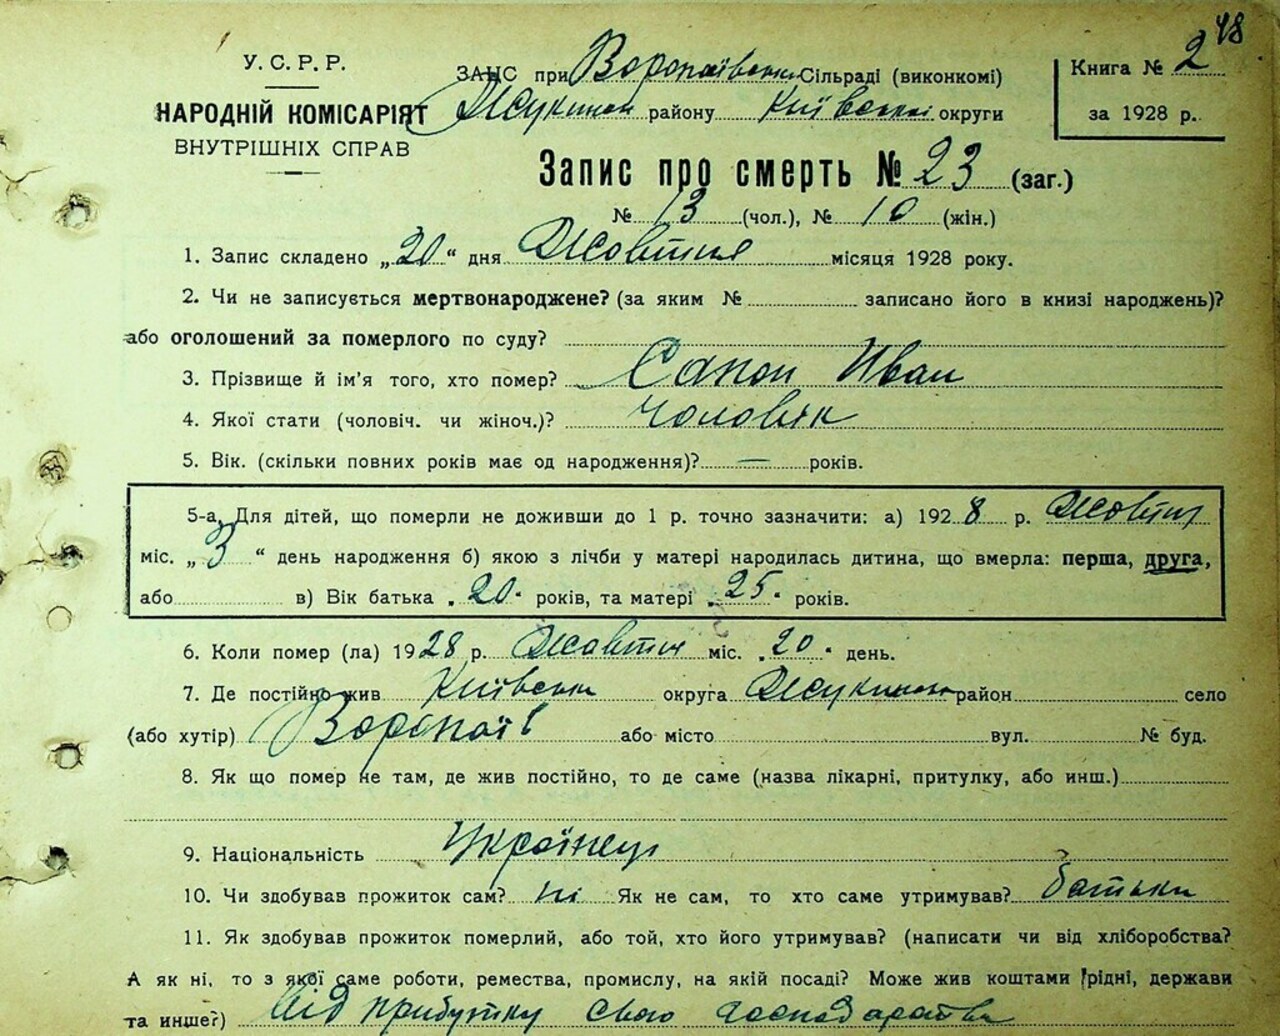 48
У. С. Р. Р.
НАРОДНІЙ КОМІСАРІЯТ
ВНУТРІШНІХ СПРАВ
ЗАГС при Воропаївськ Сільраді (виконкомі)
Жукинськ району Київської округи
Книга № 2
за 1928 р.
Запис про смерть № 23 (заг.)
№ 13 (чол.), № 10 (жін.)
1. Запис складено „20“ дня Жовтня місяця 1928 року.
2. Чи не записується мертвонароджене? (за яким № записано його в книзі народжень)?
або оголошений за померлого по суду?
3. Прізвище й ім'я того, хто помер? Сапон Иван
4. Якої стати (чоловіч. чи жіноч.)? чоловік
5. Вік. (скільки повних років має од народження)? — років.
5-а. Для дітей, що померли не доживши до 1 р. точно зазначити: а) 1928 р. Жовтня
міс. „3“ день народження б) якою з лічби у матері народилась дитина, що вмерла: перша, друга,
або в) Вік батька „20“ років, та матері „25“ років.
6. Коли помер (ла) 1928 р. Жовтня міс. „20“ день.
7. Де постійно жив Київськ округа Жукинськ район село
(або хутір) Воропаїв або місто вул. № буд.
8. Як що помер не там, де жив постійно, то де саме (назва лікарні, притулку, або инш.)
9. Національність Українець
10. Чи здобував прожиток сам? ні Як не сам, то хто саме утримував? батьки
11. Як здобував прожиток померлий, або той, хто його утримував? (написати чи від хліборобства?
А як ні, то з якої саме роботи, ремества, промислу, на якій посаді? Може жив коштами рідні, держави
та инше?) Від прибутку свого господарства